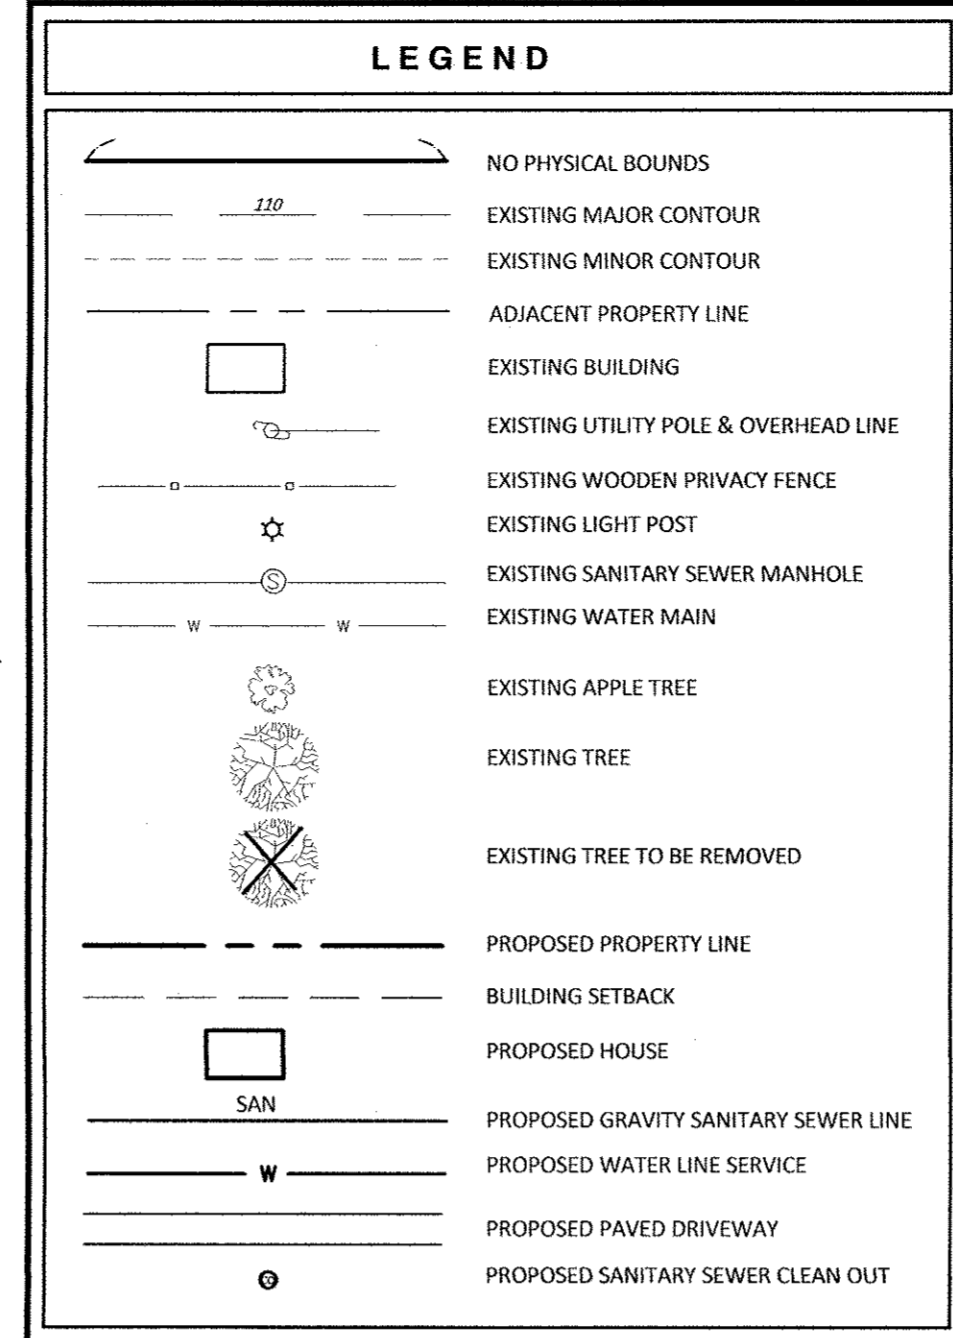 LEGEND
NO PHYSICAL BOUNDS
110 EXISTING MAJOR CONTOUR
EXISTING MINOR CONTOUR
ADJACENT PROPERTY LINE
EXISTING BUILDING
EXISTING UTILITY POLE & OVERHEAD LINE
EXISTING WOODEN PRIVACY FENCE
EXISTING LIGHT POST
S EXISTING SANITARY SEWER MANHOLE
W W EXISTING WATER MAIN
EXISTING APPLE TREE
EXISTING TREE
EXISTING TREE TO BE REMOVED
PROPOSED PROPERTY LINE
BUILDING SETBACK
PROPOSED HOUSE
SAN PROPOSED GRAVITY SANITARY SEWER LINE
W PROPOSED WATER LINE SERVICE
PROPOSED PAVED DRIVEWAY
PROPOSED SANITARY SEWER CLEAN OUT